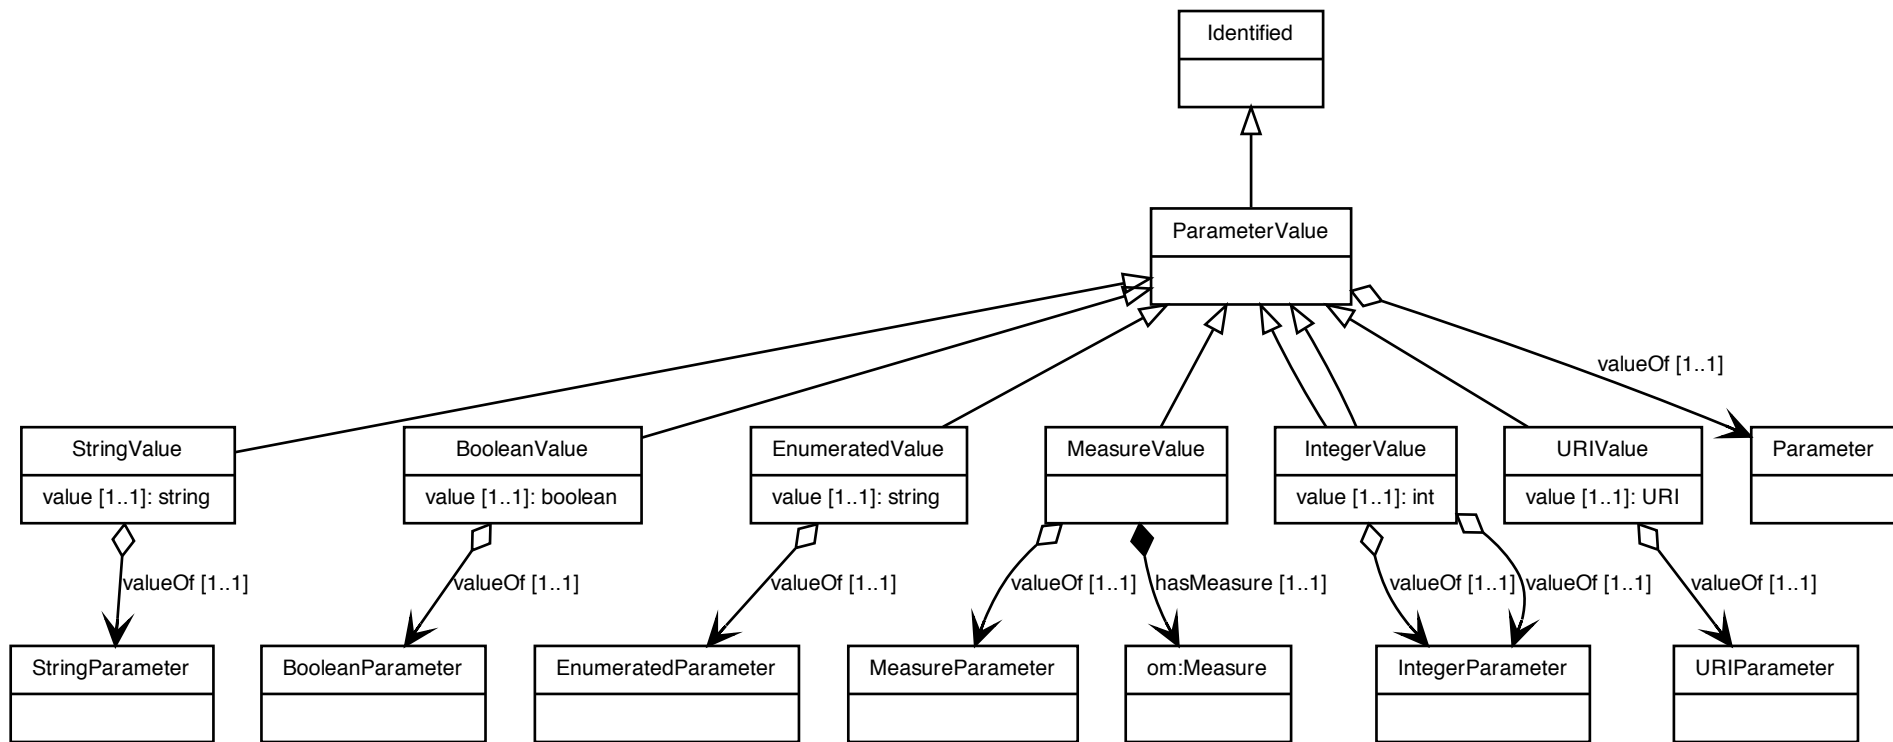 Identified
ParameterValue
valueOf [1..1]
StringValue
value [1..1]: string
BooleanValue
value [1..1]: boolean
EnumeratedValue
value [1..1]: string
MeasureValue
IntegerValue
value [1..1]: int
URIValue
value [1..1]: URI
Parameter
valueOf [1..1]
valueOf [1..1]
valueOf [1..1]
valueOf [1..1]
hasMeasure [1..1]
valueOf [1..1]
valueOf [1..1]
valueOf [1..1]
StringParameter
BooleanParameter
EnumeratedParameter
MeasureParameter
om:Measure
IntegerParameter
URIParameter